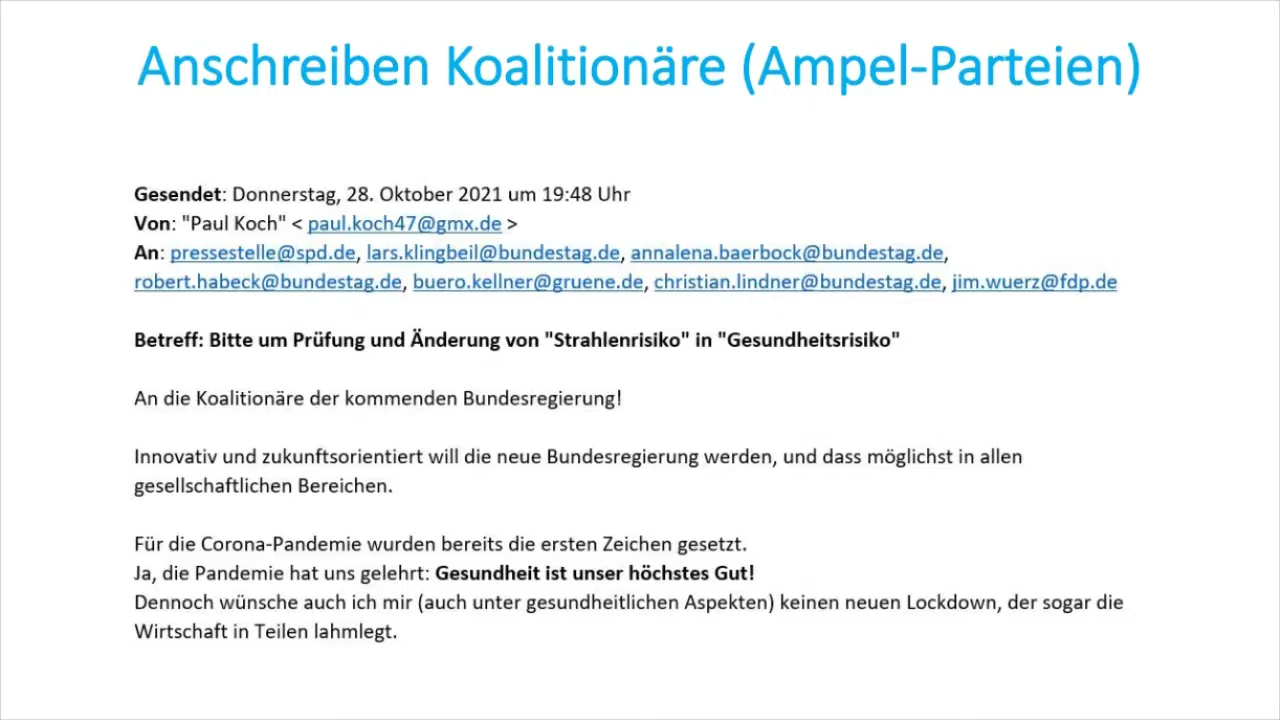 Anschreiben Koalitionäre (Ampel-Parteien)
Gesendet: Donnerstag, 28. Oktober 2021 um 19:48 Uhr
Von: "Paul Koch" < paul.koch47@gmx.de >
An: pressestelle@spd.de, lars.klingbeil@bundestag.de, annalena.baerbock@bundestag.de,
robert.habeck@bundestag.de, buero.kellner@gruene.de, christian.lindner@bundestag.de, jim.wuerz@fdp.de
Betreff: Bitte um Prüfung und Änderung von "Strahlenrisiko" in "Gesundheitsrisiko"
An die Koalitionäre der kommenden Bundesregierung!
Innovativ und zukunftsorientiert will die neue Bundesregierung werden, und dass möglichst in allen
gesellschaftlichen Bereichen.
Für die Corona-Pandemie wurden bereits die ersten Zeichen gesetzt.
Ja, die Pandemie hat uns gelehrt: Gesundheit ist unser höchstes Gut!
Dennoch wünsche auch ich mir (auch unter gesundheitlichen Aspekten) keinen neuen Lockdown, der sogar die
Wirtschaft in Teilen lahmlegt.